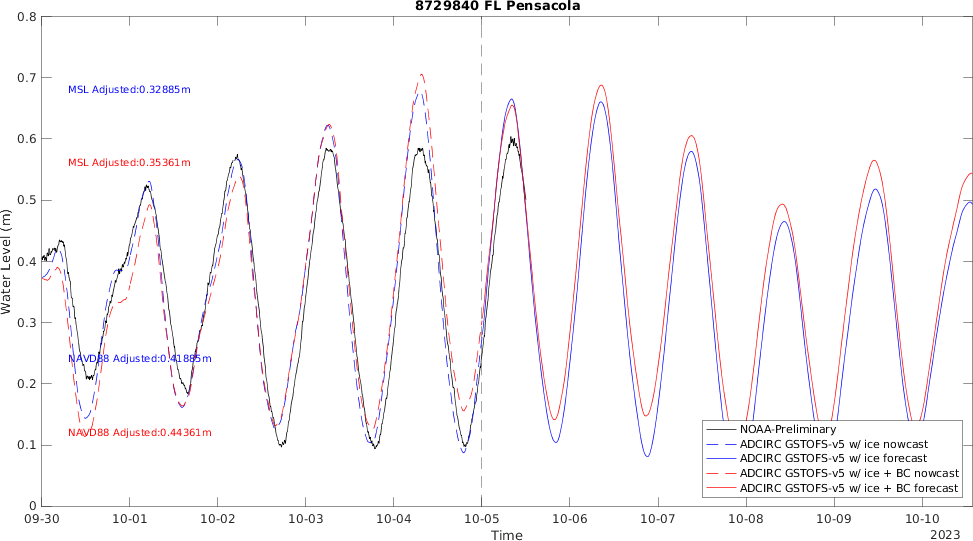 8729840 FL Pensacola
0.8
0.7
0.6
0.5
0.4
0.3
0.2
0.1
0
Water Level (m)
MSL Adjusted:0.32885m
MSL Adjusted:0.35361m
NAVD88 Adjusted:0.41885m
NAVD88 Adjusted:0.44361m
NOAA-Preliminary
ADCIRC GSTOFS-v5 w/ ice nowcast
ADCIRC GSTOFS-v5 w/ ice forecast
ADCIRC GSTOFS-v5 w/ ice + BC nowcast
ADCIRC GSTOFS-v5 w/ ice + BC forecast
09-30 10-01 10-02 10-03 10-04 10-05 10-06 10-07 10-08 10-09 10-10
Time
2023